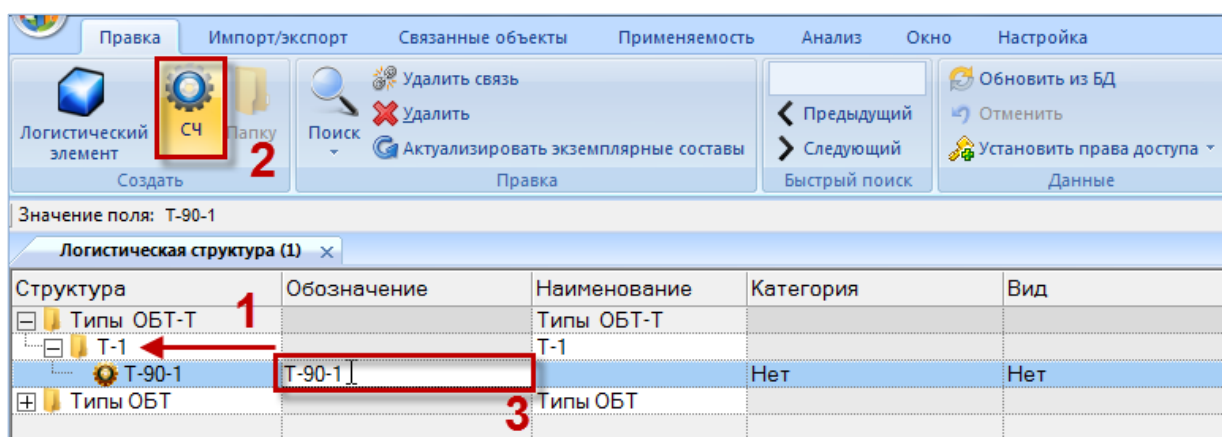 Правка Импорт/экспорт Связанные объекты Применяемость Анализ Окно Настройка
Логистический элемент СЧ Папку 2
Поиск Удалить связь
Удалить
Актуализировать экземплярные составы
Предыдущий
Следующий
Обновить из БД
Отменить
Установить права доступа
Создать Правка Быстрый поиск Данные
Значение поля: Т-90-1
Логистическая структура (1)
Структура Обозначение Наименование Категория Вид
Типы ОБТ-Т 1 Типы ОБТ-Т
Т-1 Т-1
Т-90-1 Т-90-1 Нет Нет
Типы ОБТ 3 Типы ОБТ